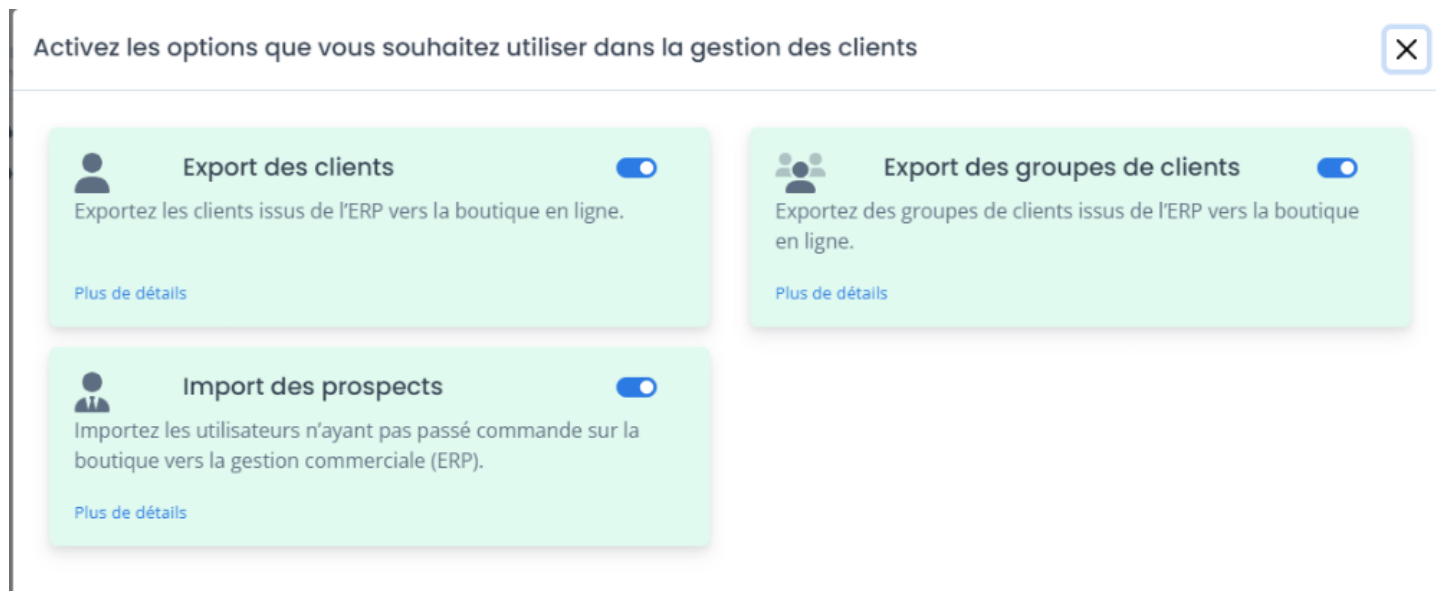 Activez les options que vous souhaitez utiliser dans la gestion des clients
Export des clients
Exportez les clients issus de l’ERP vers la boutique en ligne.
Plus de détails
Export des groupes de clients
Exportez des groupes de clients issus de l’ERP vers la boutique
en ligne.
Plus de détails
Import des prospects
Importez les utilisateurs n’ayant pas passé commande sur la
boutique vers la gestion commerciale (ERP).
Plus de détails